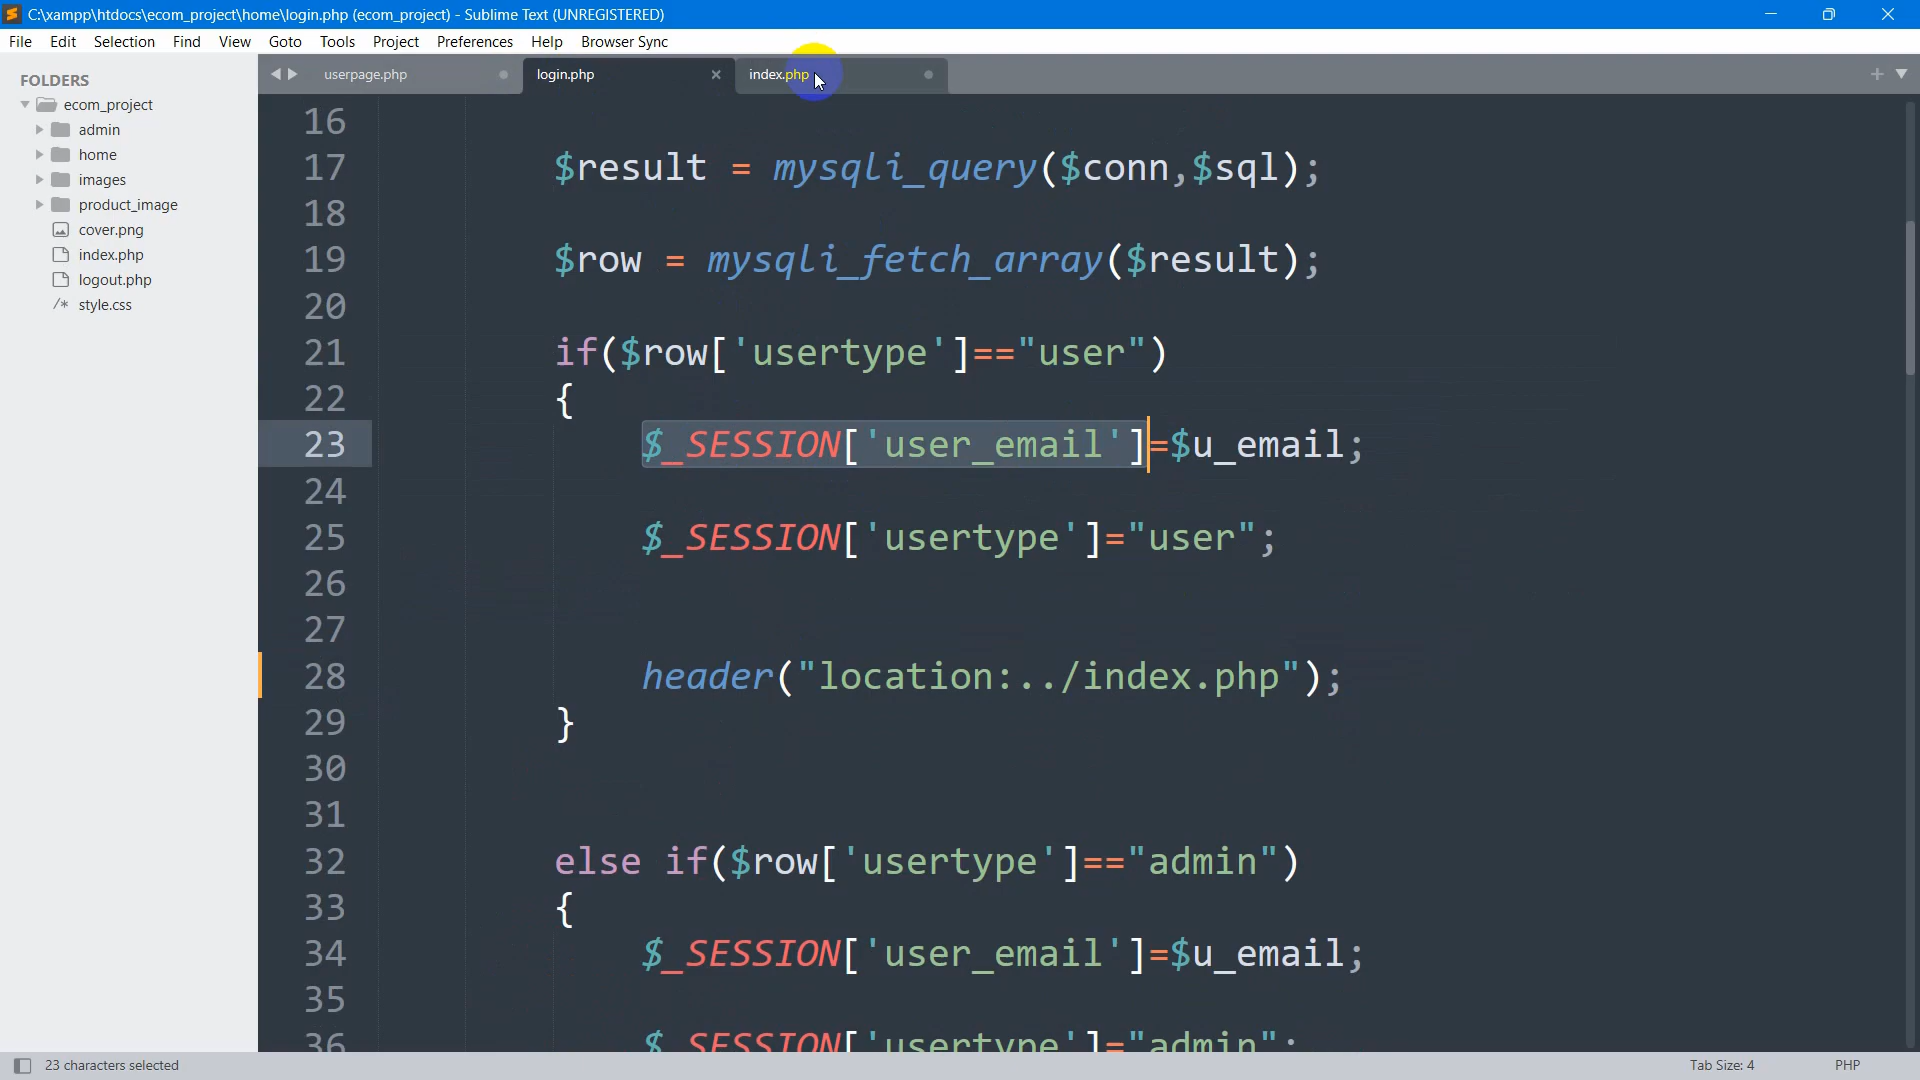 C:\xampp\htdocs\ecom_project\home\login.php (ecom_project) - Sublime Text (UNREGISTERED)
File Edit Selection Find View Goto Tools Project Preferences Help Browser Sync
FOLDERS
ecom_project
admin
home
images
product_image
cover.png
index.php
logout.php
/* style.css
userpage.php login.php index.php
16
17 $result = mysqli_query($conn,$sql);
18
19 $row = mysqli_fetch_array($result);
20
21 if($row['usertype']=="user")
22 {
23 $_SESSION['user_email']=$u_email;
24
25 $_SESSION['usertype']="user";
26
27
28 header("location:../index.php");
29 }
30
31
32 else if($row['usertype']=="admin")
33 {
34 $_SESSION['user_email']=$u_email;
35
36 $_SESSION['usertype']="admin";
23 characters selected Tab Size: 4 PHP